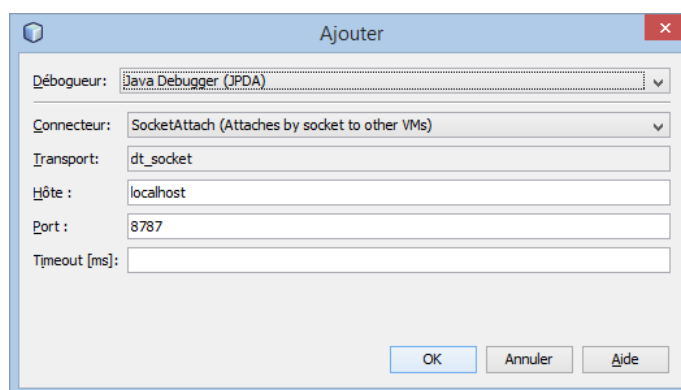 Ajouter
Débogueur: Java Debugger (JPDA)
Connecteur: SocketAttach (Attaches by socket to other VMs)
Transport: dt_socket
Hôte : localhost
Port : 8787
Timeout [ms]:
OK Annuler Aide